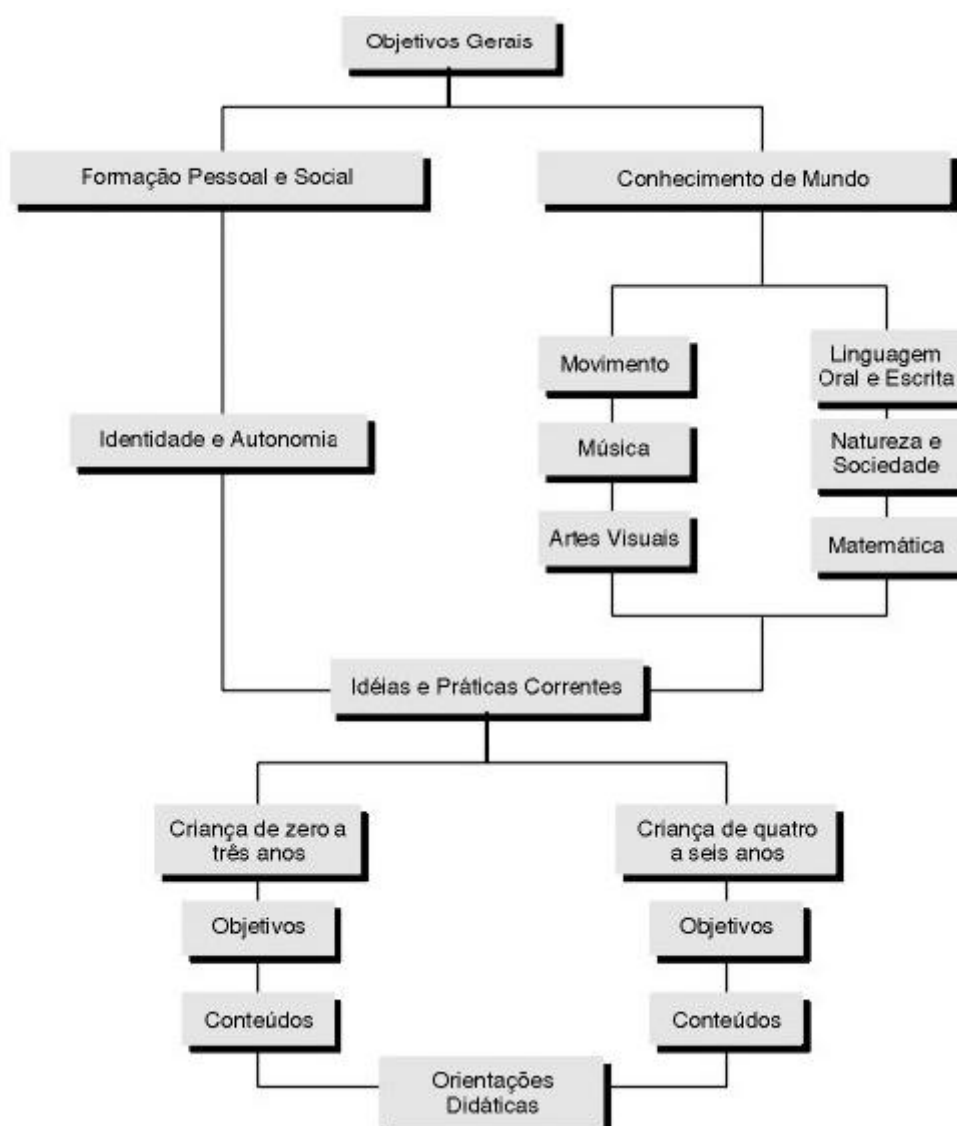 Objetivos Gerais
Formação Pessoal e Social
Conhecimento de Mundo
Movimento
Linguagem
Oral e Escrita
Identidade e Autonomia
Música
Natureza e
Sociedade
Artes Visuais
Matemática
Idéias e Práticas Correntes
Criança de zero a
três anos
Criança de quatro
a seis anos
Objetivos
Objetivos
Conteúdos
Conteúdos
Orientações
Didáticas